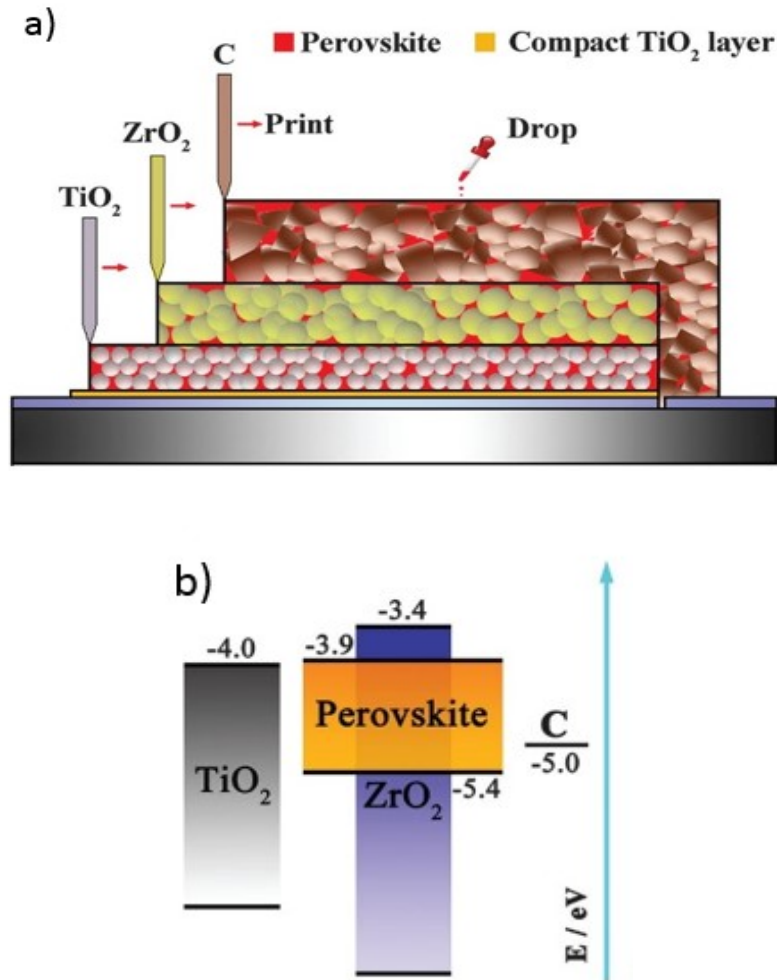 a)
Perovskite
Compact TiO₂ layer
C
ZrO₂
Print
Drop
TiO₂
b)
-3.4
-4.0
-3.9
Perovskite
C
-5.0
TiO₂
ZrO₂
-5.4
E / eV